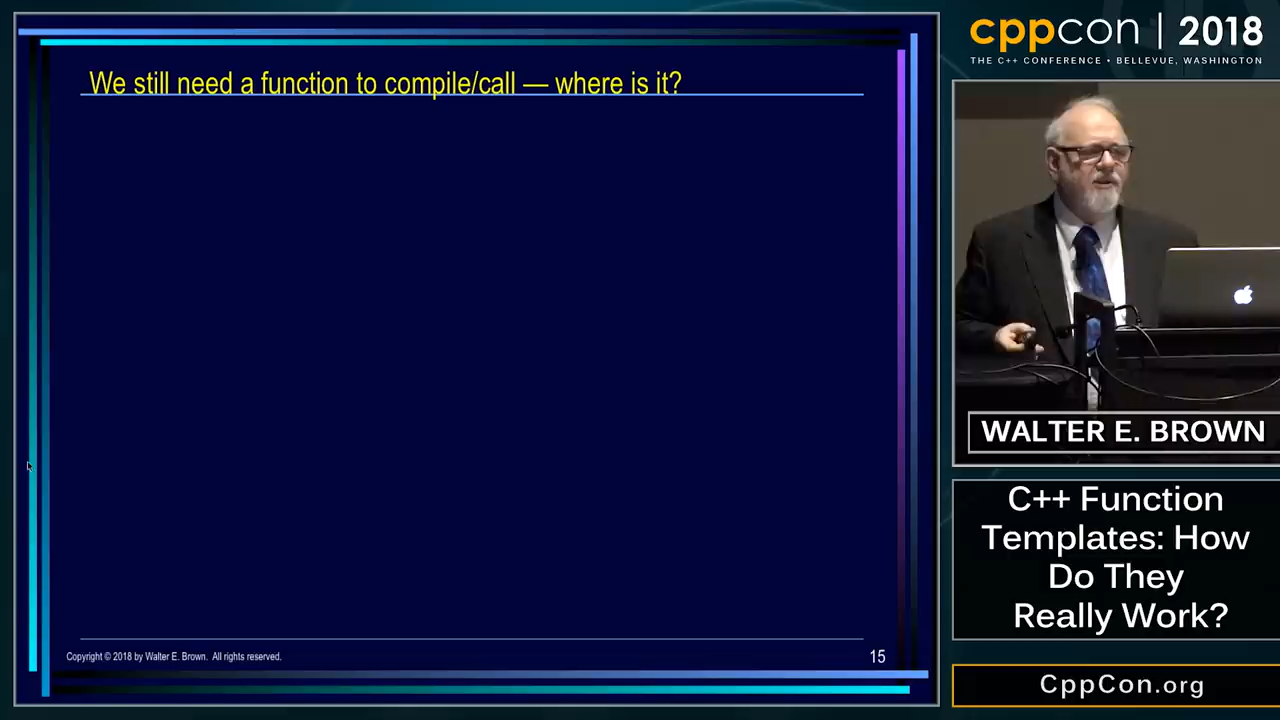 We still need a function to compile/call — where is it?
Copyright © 2018 by Walter E. Brown. All rights reserved.
15
cppcon | 2018
THE C++ CONFERENCE • BELLEVUE, WASHINGTON
WALTER E. BROWN
C++ Function
Templates: How
Do They
Really Work?
CppCon.org